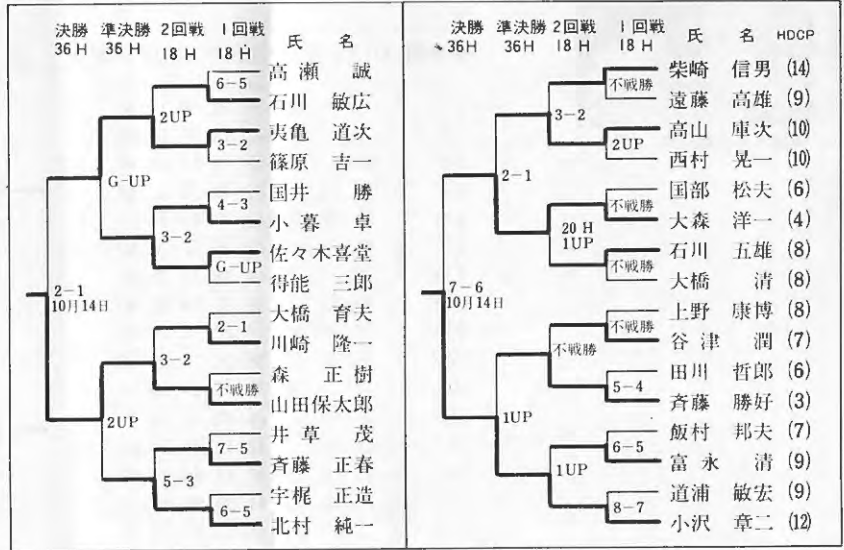 決勝 準決勝 2回戦 1回戦 氏 名
36H 36H 18H 18H
高瀬 誠
6-5
石川 敏広
2UP
夷亀 道次
3-2
篠原 吉一
G-UP
国井 勝
4-3
小暮 卓
3-2
佐々木喜堂
G-UP
得能 三郎
2-1
10月14日
大橋 育夫
2-1
川崎 隆一
3-2
森 正樹
不戦勝
山田保太郎
2UP
井草 茂
7-5
斉藤 正春
5-3
宇梶 正造
6-5
北村 純一
決勝 準決勝 2回戦 1回戦 氏 名 HDCP
36H 36H 18H 18H
柴崎 信男 (14)
不戦勝
遠藤 高雄 (9)
3-2
高山 庫次 (10)
2UP
西村 晃一 (10)
2-1
国部 松夫 (6)
不戦勝
大森 洋一 (4)
20H
1UP
石川 五雄 (8)
不戦勝
大橋 清 (8)
7-6
10月14日
上野 康博 (8)
不戦勝
谷津 潤 (7)
不戦勝
田川 哲郎 (6)
5-4
斉藤 勝好 (3)
1UP
飯村 邦夫 (7)
6-5
富永 清 (9)
1UP
道浦 敏宏 (9)
8-7
小沢 章二 (12)